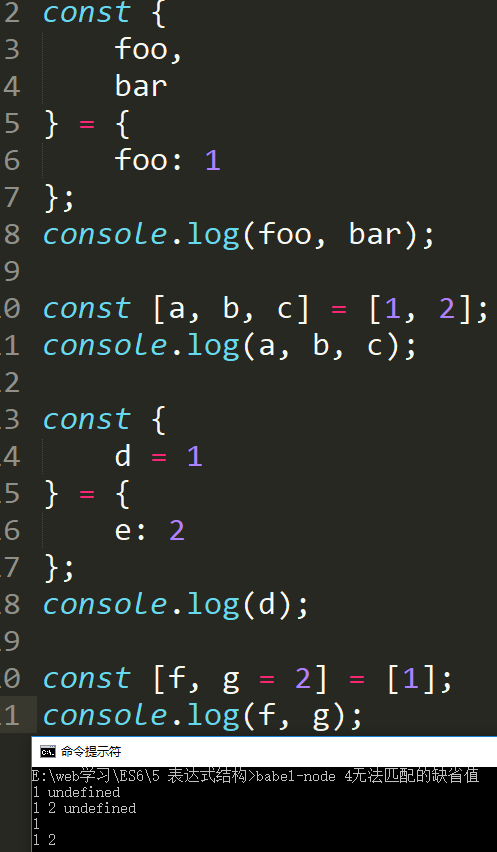 2 const {
3     foo,
4     bar
5 } = {
6     foo: 1
7 };
8 console.log(foo, bar);
9
0 const [a, b, c] = [1, 2];
1 console.log(a, b, c);
2
3 const {
4     d = 1
5 } = {
6     e: 2
7 };
8 console.log(d);
9
0 const [f, g = 2] = [1];
1 console.log(f, g);
C:\. 命令提示符
E:\web学习\ES6\5 表达式结构>babel-node 4无法匹配的缺省值
1 undefined
1 2 undefined
1
1 2